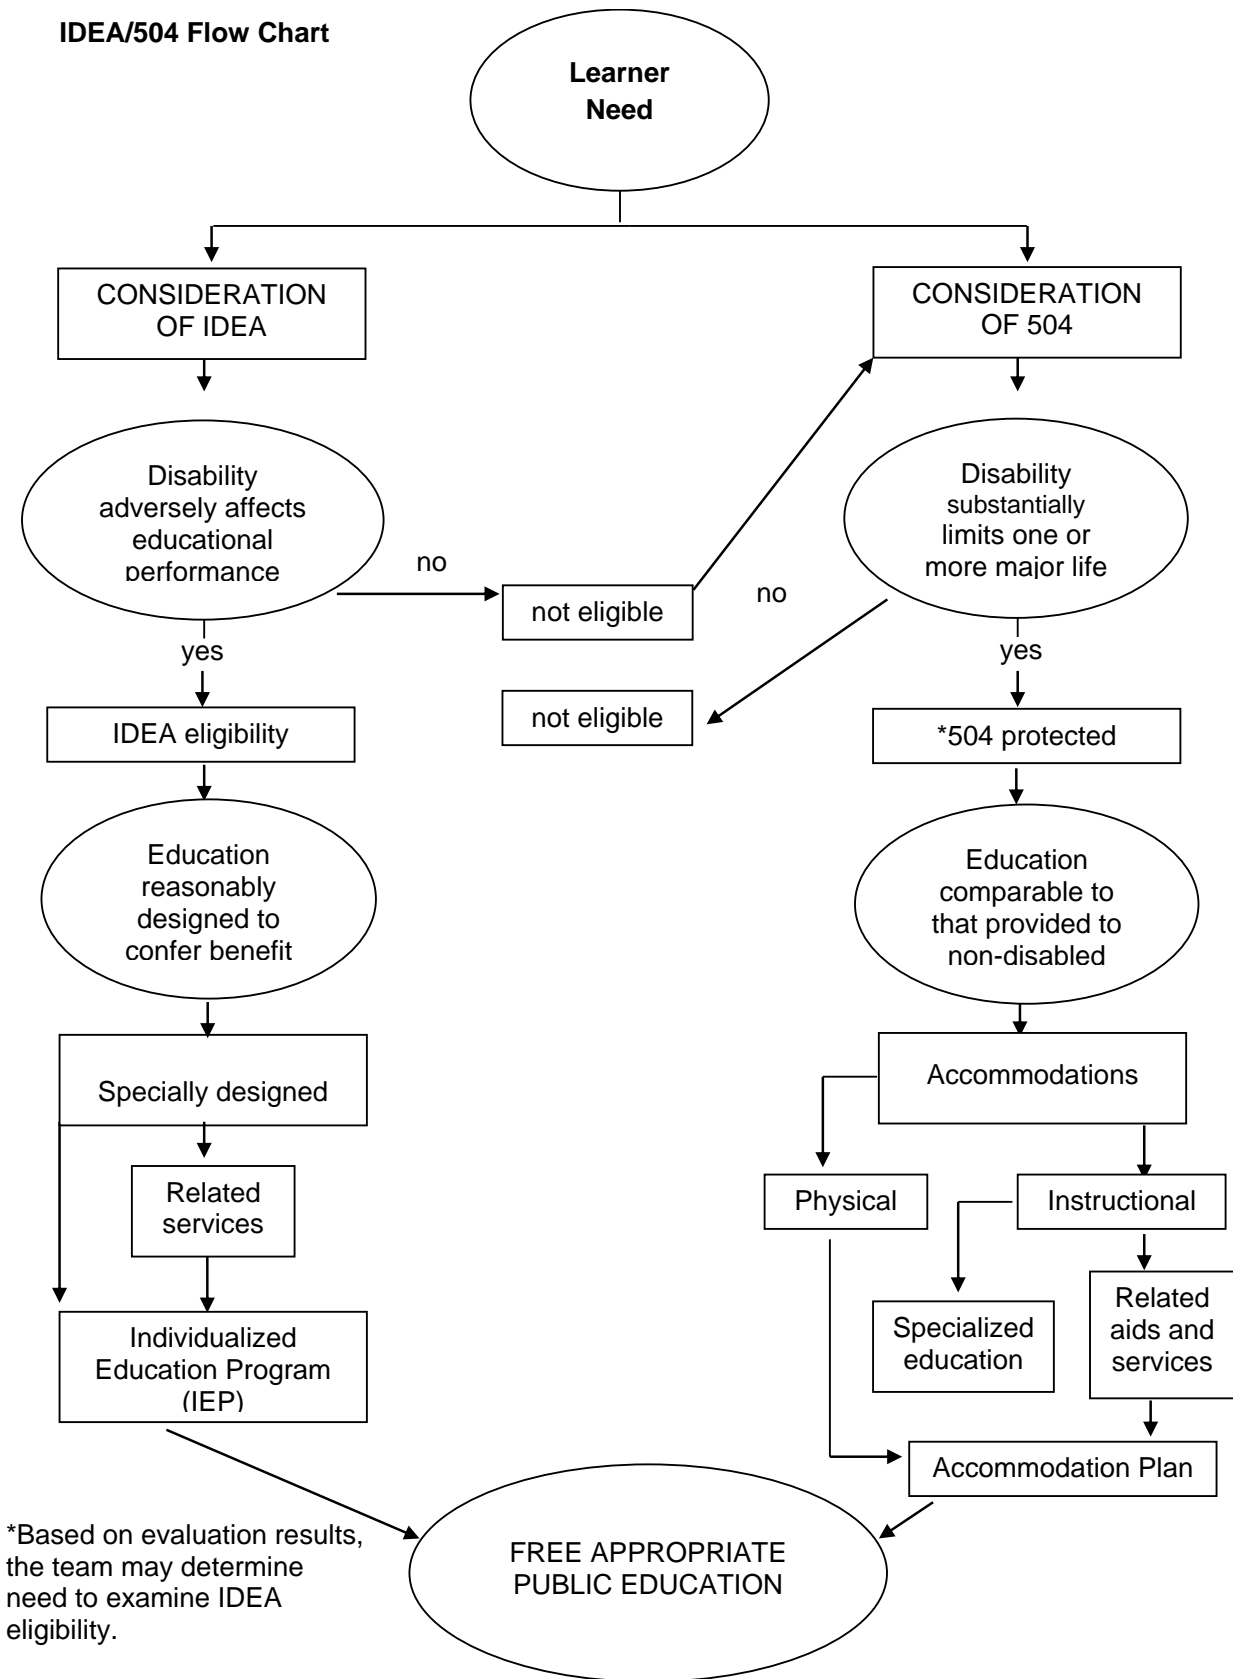 IDEA/504 Flow Chart
Learner
Need
CONSIDERATION
OF IDEA
CONSIDERATION
OF 504
Disability
adversely affects
educational
performance
Disability
substantially
limits one or
more major life
no
not eligible
no
yes
yes
not eligible
IDEA eligibility
*504 protected
Education
reasonably
designed to
confer benefit
Education
comparable to
that provided to
non-disabled
Specially designed
Accommodations
Related
services
Physical
Instructional
Individualized
Education Program
(IEP)
Specialized
education
Related
aids and
services
Accommodation Plan
*Based on evaluation results,
the team may determine
need to examine IDEA
eligibility.
FREE APPROPRIATE
PUBLIC EDUCATION